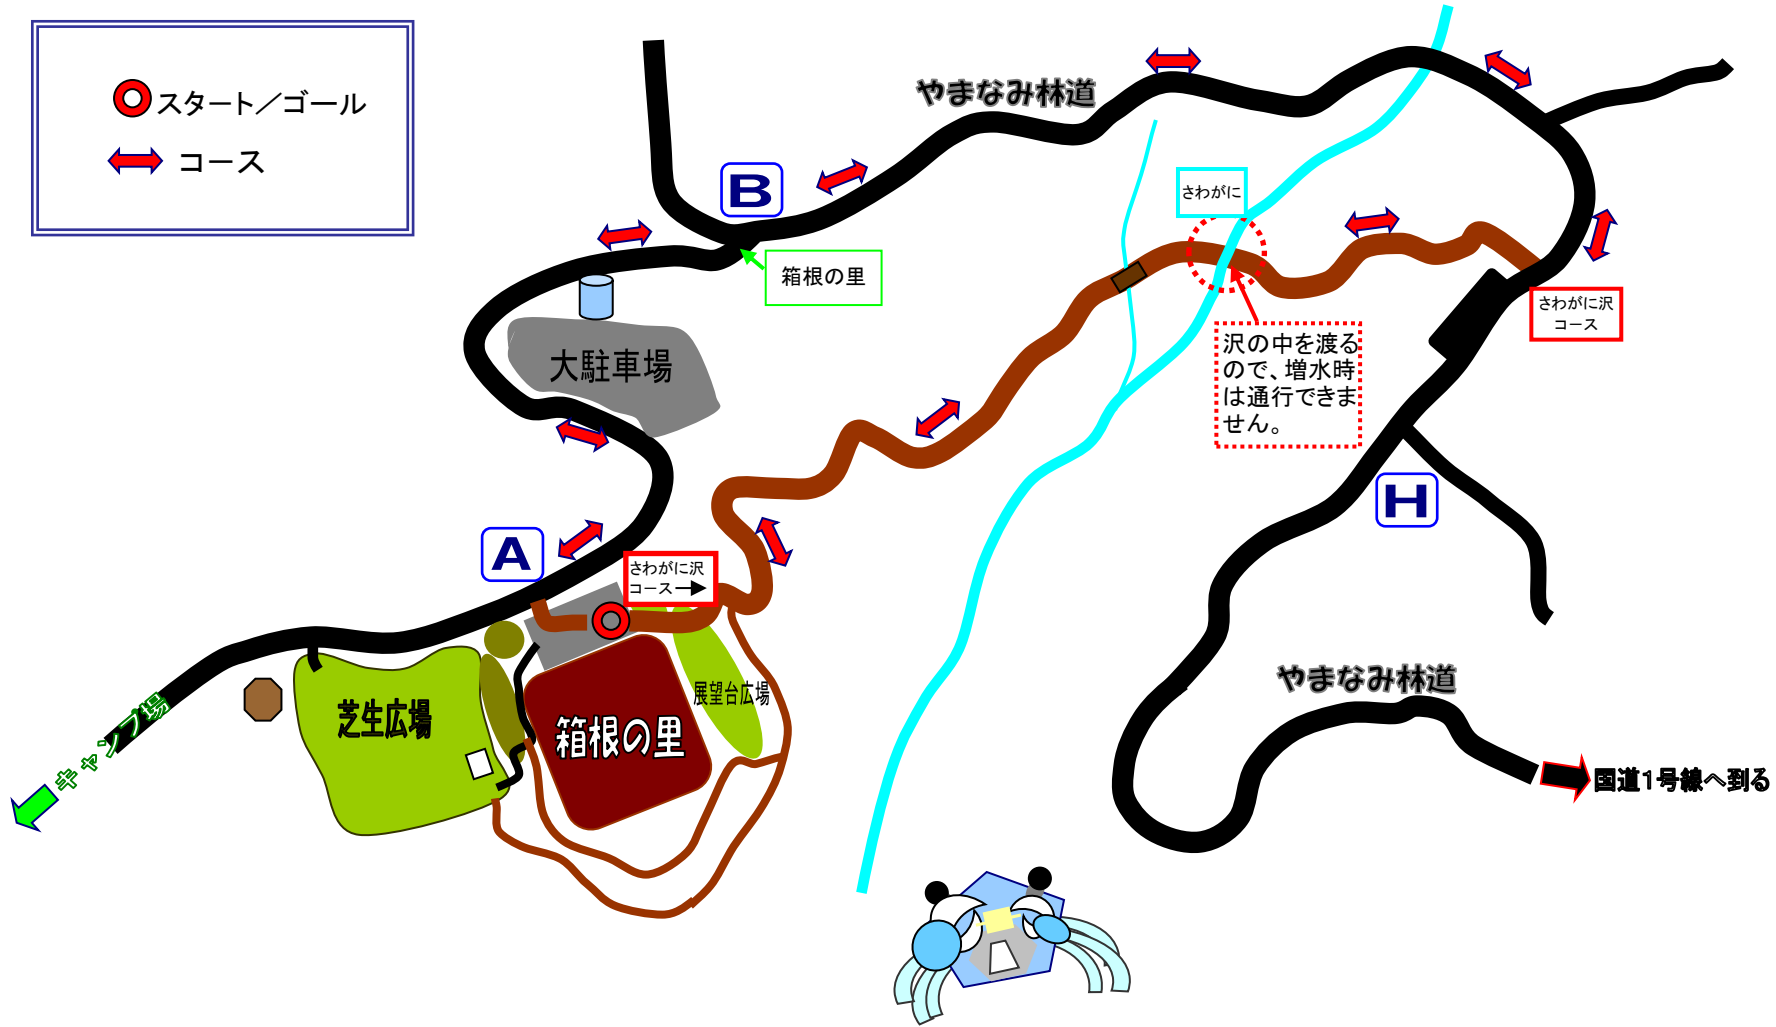 スタート／ゴール
コース
やまなみ林道
B
さわがに
箱根の里
さわがに沢
コース
大駐車場
沢の中を渡る
ので、増水時
は通行できま
せん。
H
A
さわがに沢
コース
やまなみ林道
展望台広場
芝生広場
箱根の里
キャンプ場
国道1号線へ到る